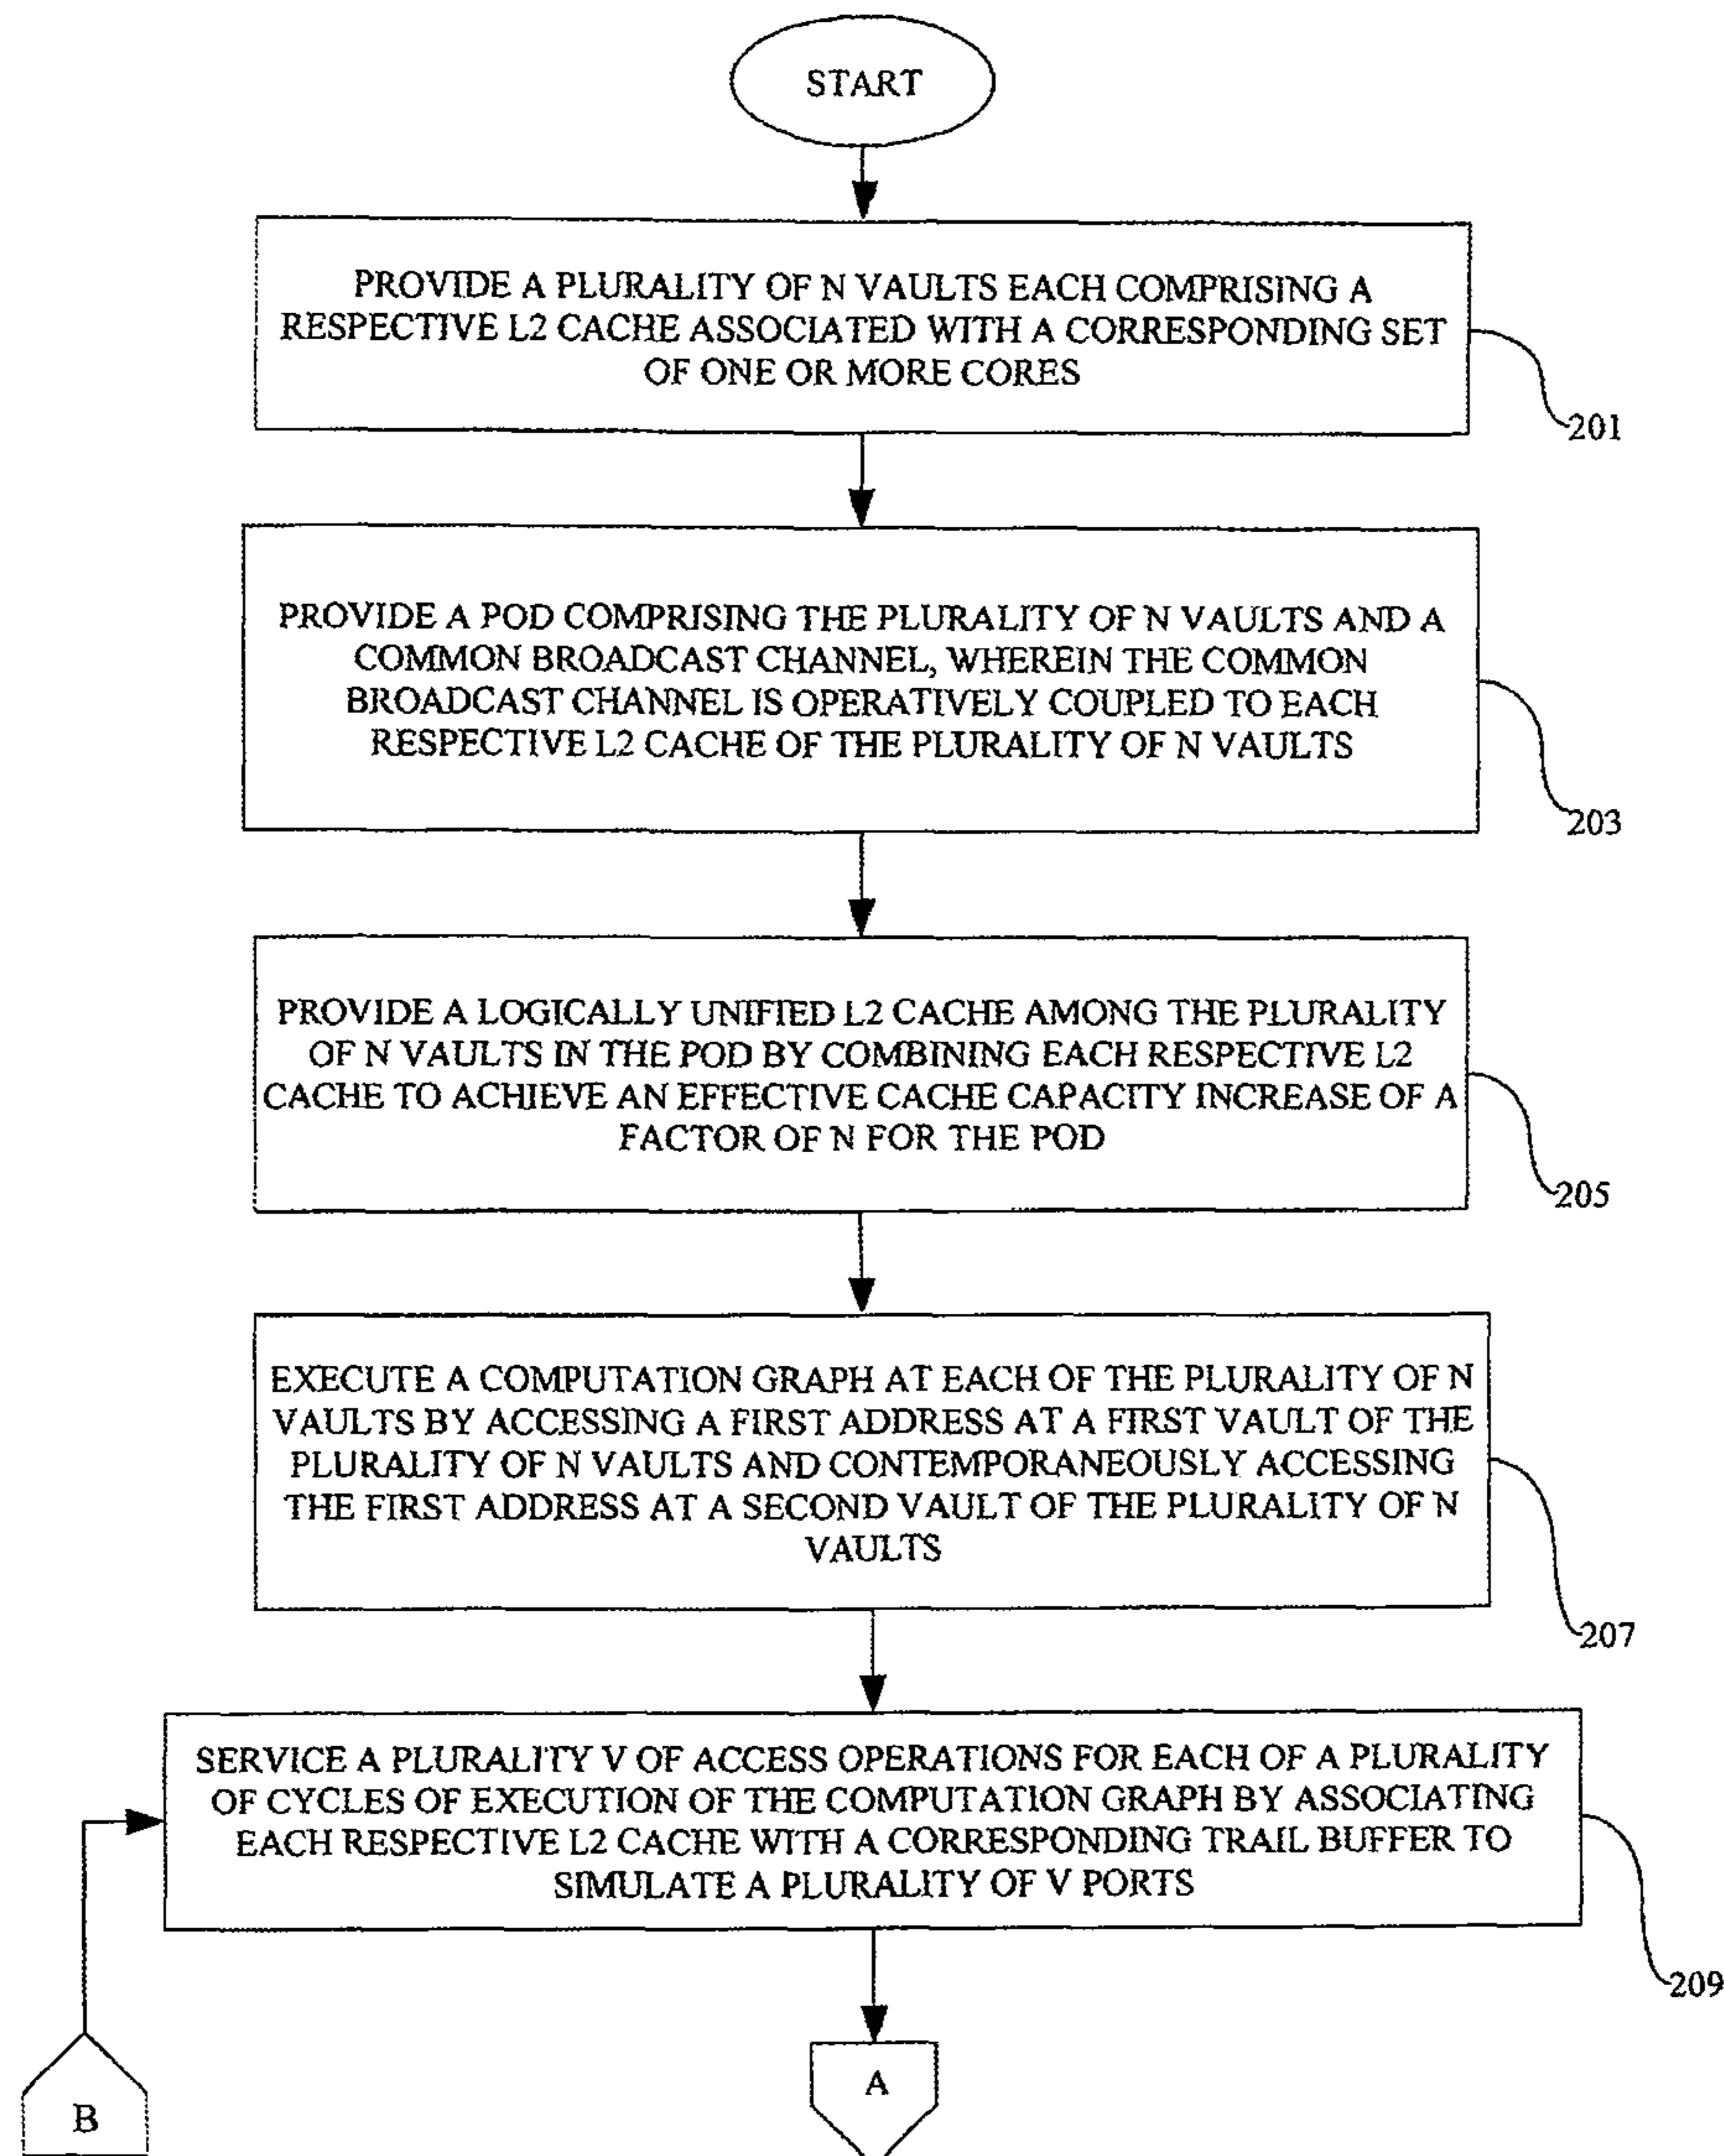 START
PROVIDE A PLURALITY OF N VAULTS EACH COMPRISING A
RESPECTIVE L2 CACHE ASSOCIATED WITH A CORRESPONDING SET
OF ONE OR MORE CORES
201
PROVIDE A POD COMPRISING THE PLURALITY OF N VAULTS AND A
COMMON BROADCAST CHANNEL, WHEREIN THE COMMON
BROADCAST CHANNEL IS OPERATIVELY COUPLED TO EACH
RESPECTIVE L2 CACHE OF THE PLURALITY OF N VAULTS
203
PROVIDE A LOGICALLY UNIFIED L2 CACHE AMONG THE PLURALITY
OF N VAULTS IN THE POD BY COMBINING EACH RESPECTIVE L2
CACHE TO ACHIEVE AN EFFECTIVE CACHE CAPACITY INCREASE OF A
FACTOR OF N FOR THE POD
205
EXECUTE A COMPUTATION GRAPH AT EACH OF THE PLURALITY OF N
VAULTS BY ACCESSING A FIRST ADDRESS AT A FIRST VAULT OF THE
PLURALITY OF N VAULTS AND CONTEMPORANEOUSLY ACCESSING
THE FIRST ADDRESS AT A SECOND VAULT OF THE PLURALITY OF N
VAULTS
207
SERVICE A PLURALITY V OF ACCESS OPERATIONS FOR EACH OF A PLURALITY
OF CYCLES OF EXECUTION OF THE COMPUTATION GRAPH BY ASSOCIATING
EACH RESPECTIVE L2 CACHE WITH A CORRESPONDING TRAIL BUFFER TO
SIMULATE A PLURALITY OF V PORTS
209
A
B